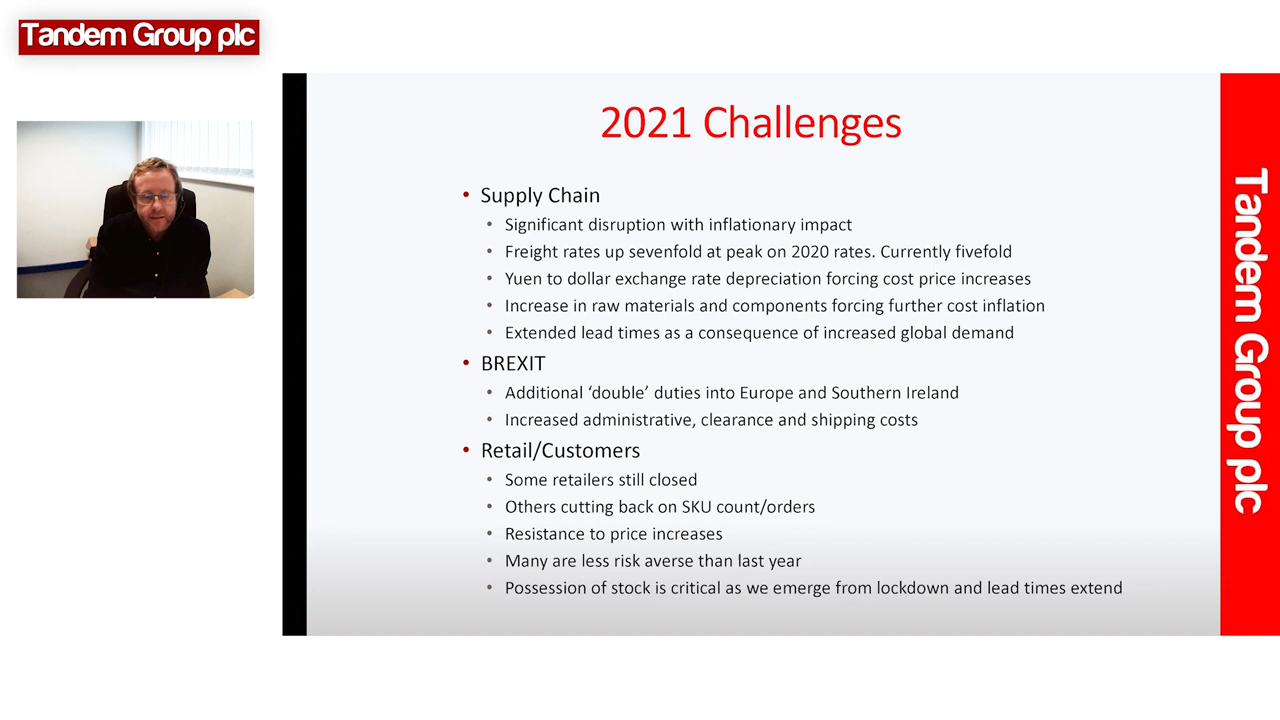 Tandem Group plc
2021 Challenges
• Supply Chain
• Significant disruption with inflationary impact
• Freight rates up sevenfold at peak on 2020 rates. Currently fivefold
• Yuen to dollar exchange rate depreciation forcing cost price increases
• Increase in raw materials and components forcing further cost inflation
• Extended lead times as a consequence of increased global demand
• BREXIT
• Additional ‘double’ duties into Europe and Southern Ireland
• Increased administrative, clearance and shipping costs
• Retail/Customers
• Some retailers still closed
• Others cutting back on SKU count/orders
• Resistance to price increases
• Many are less risk averse than last year
• Possession of stock is critical as we emerge from lockdown and lead times extend
Tandem Group plc